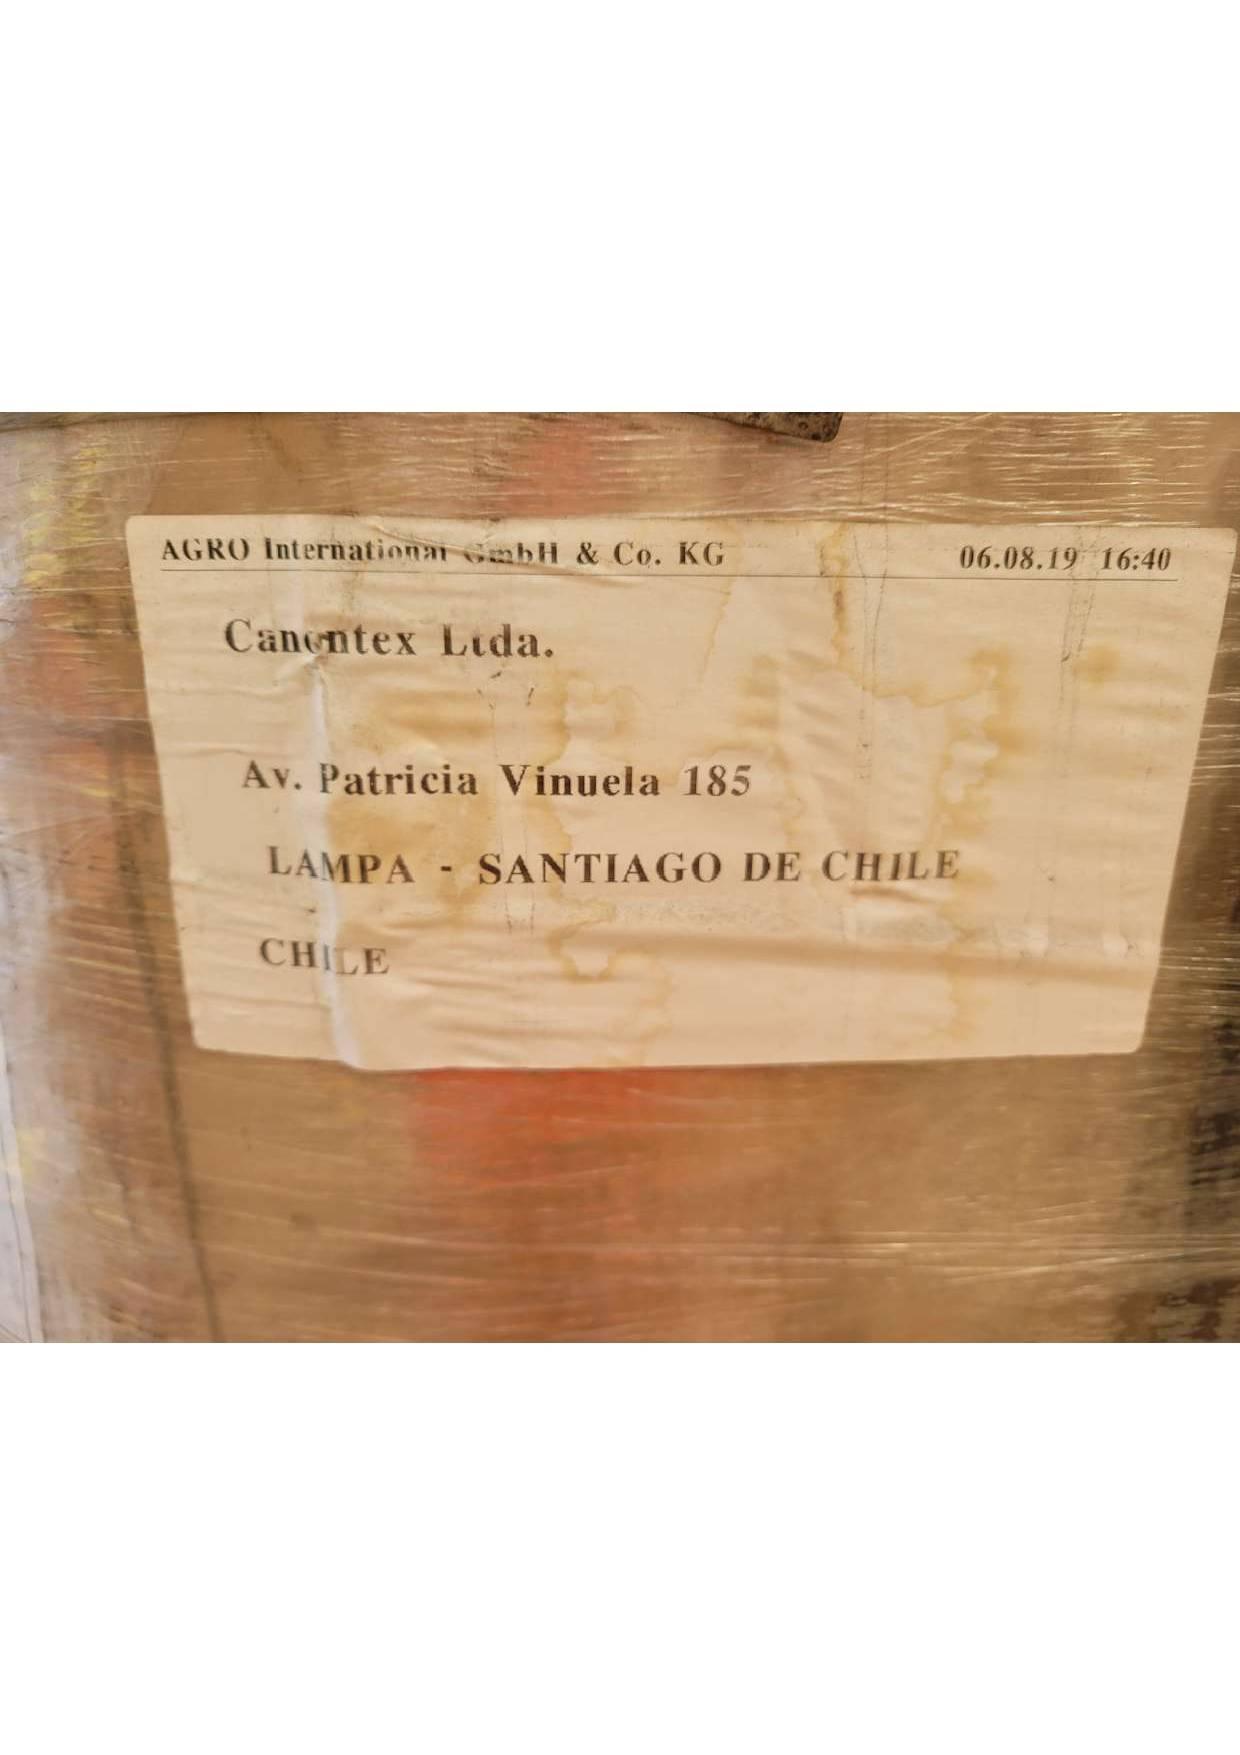 AGRO International GmbH & Co. KG 06.08.19 16:40
Canontex Ltda.
Av. Patricia Vinuela 185
LAMPA - SANTIAGO DE CHILE
CHILE